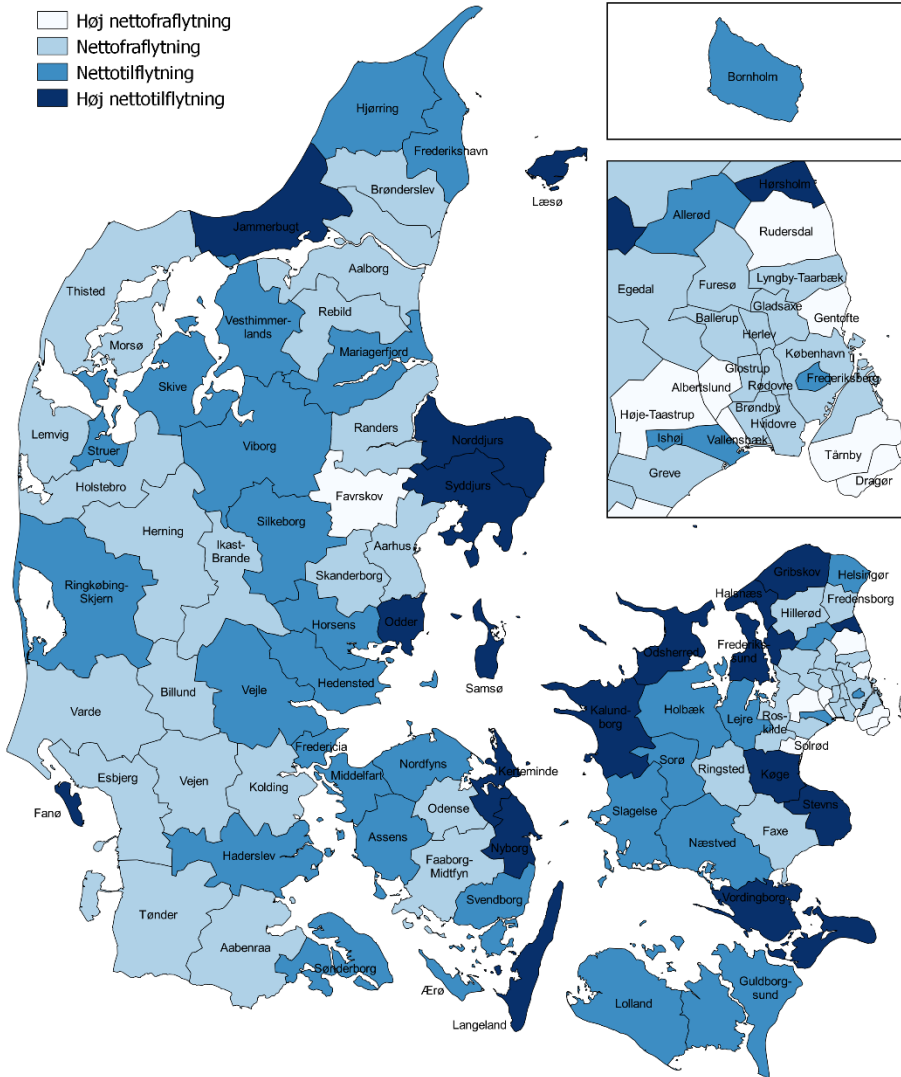 Høj nettofraflytning
Nettofraflytning
Nettotilflytning
Høj nettotilflytning
Bornholm
Hjørring
Frederikshavn
Brønderslev
Læsø
Jammerbugt
Aalborg
Thisted
Vesthimmer-
lands
Rebild
Morsø
Mariagerfjord
Skive
Lemvig
Struer
Viborg
Randers
Norddjurs
Syddjurs
Holstebro
Favrskov
Herning
Silkeborg
Ikast-
Brande
Aarhus
Skanderborg
Ringkøbing-
Skjern
Horsens
Odder
Samsø
Hedensted
Billund
Vejle
Varde
Fredericia
Esbjerg
Vejen
Kolding
Middelfart
Nordfyns
Kerteminde
Fanø
Odense
Assens
Nyborg
Haderslev
Faaborg-
Midtfyn
Svendborg
Tønder
Aabenraa
Sønderborg
Ærø
Langeland
Hørsholm
Allerød
Rudersdal
Egedal
Furesø
Lyngby-Taarbæk
Gladsaxe
Gentofte
Ballerup
Herlev
København
Glostrup
Frederiksberg
Albertslund
Rødovre
Høje-Taastrup
Brøndby
Hvidovre
Ishøj
Vallensbæk
Greve
Tårnby
Dragør
Gribskov
Helsingør
Halsnæs
Fredensborg
Hillerød
Frederiks-
sund
Odsherred
Kalund-
borg
Holbæk
Lejre
Ros-
kilde
Solrød
Sorø
Ringsted
Køge
Stevns
Slagelse
Næstved
Faxe
Vordingborg
Guldborg-
sund
Lolland